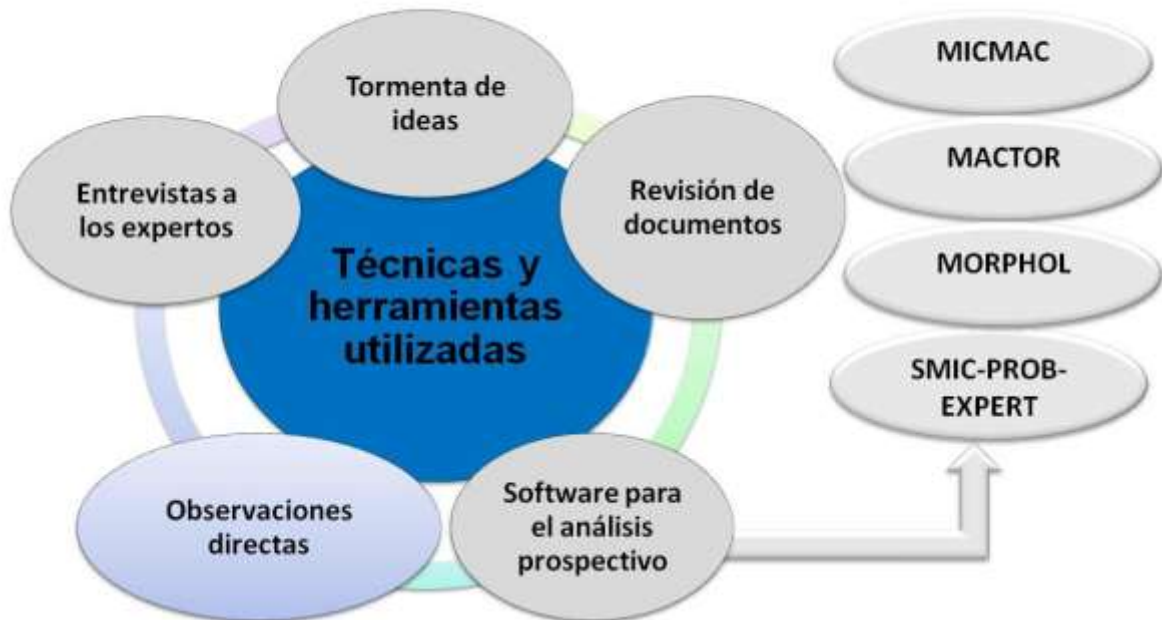 Tormenta de
ideas
Entrevistas a
los expertos
Revisión de
documentos
Técnicas y
herramientas
utilizadas
Observaciones
directas
Software para
el análisis
prospectivo
MICMAC
MACTOR
MORPHOL
SMIC-PROB-
EXPERT